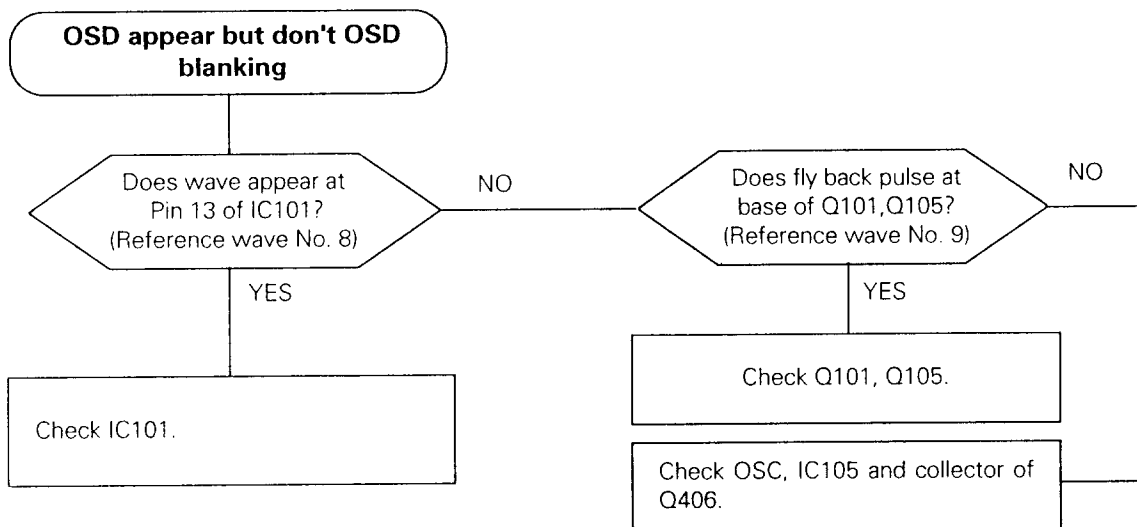 OSD appear but don't OSD
blanking
Does wave appear at
Pin 13 of IC101?
(Reference wave No. 8)
NO
YES
Check IC101.
Does fly back pulse at
base of Q101,Q105?
(Reference wave No. 9)
NO
YES
Check Q101, Q105.
Check OSC, IC105 and collector of
Q406.